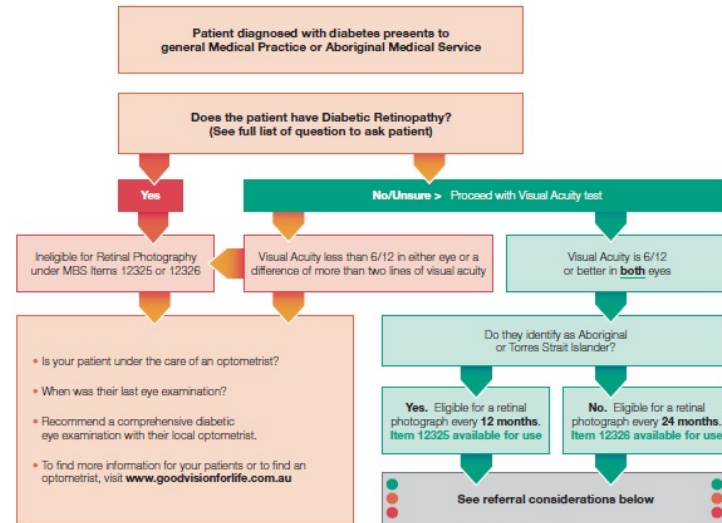 Patient diagnosed with diabetes presents to
general Medical Practice or Aboriginal Medical Service
Does the patient have Diabetic Retinopathy?
(See full list of question to ask patient)
Yes
No/Unsure > Proceed with Visual Acuity test
Ineligible for Retinal Photography
under MBS Items 12325 or 12326
Visual Acuity less than 6/12 in either eye or a
difference of more than two lines of visual acuity
Visual Acuity is 6/12
or better in both eyes
• Is your patient under the care of an optometrist?
• When was their last eye examination?
• Recommend a comprehensive diabetic
eye examination with their local optometrist.
• To find more information for your patients or to find an
optometrist, visit www.goodvisionforlife.com.au
Do they identify as Aboriginal
or Torres Strait Islander?
Yes. Eligible for a retinal
photograph every 12 months.
Item 12325 available for use
No. Eligible for a retinal
photograph every 24 months.
Item 12326 available for use
See referral considerations below